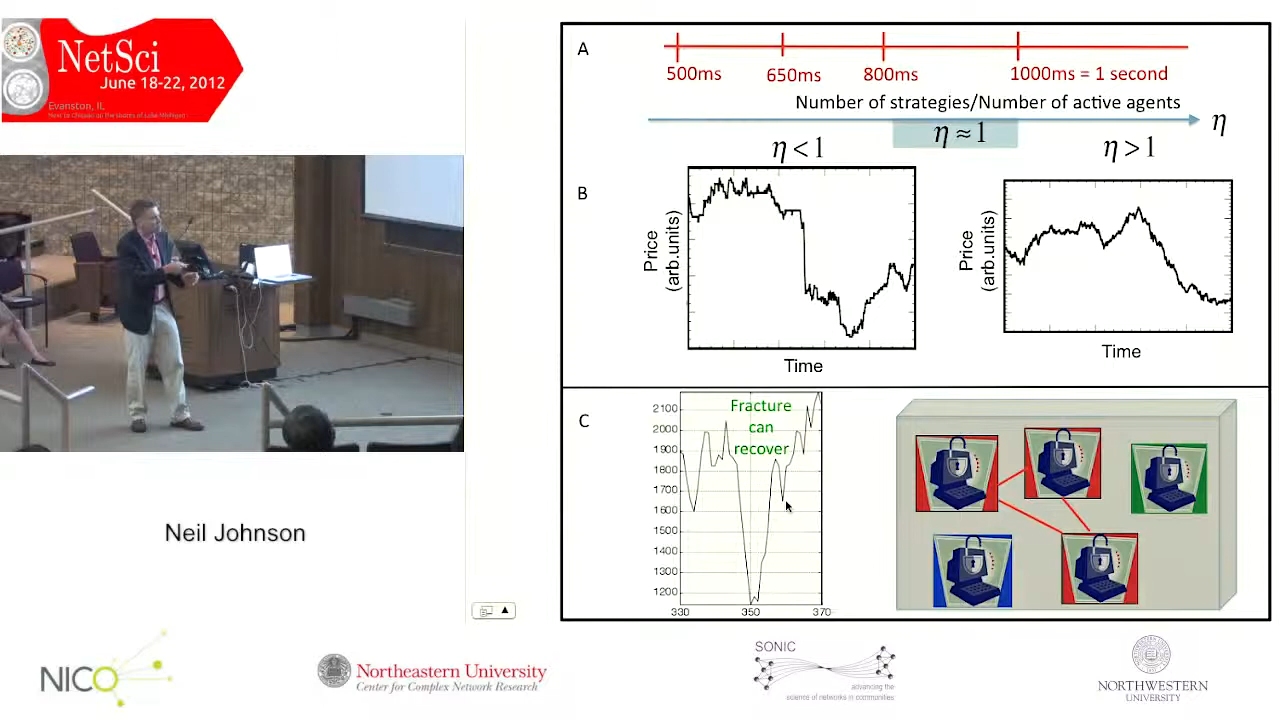 NetSci
June 18-22, 2012
Evanston, IL
Neil Johnson
A
500ms
650ms
800ms
1000ms = 1 second
Number of strategies/Number of active agents
η
η < 1
η ≈ 1
η > 1
B
Price
(arb.units)
Time
Price
(arb.units)
Time
C
Fracture
can
recover
2100
2000
1900
1800
1700
1600
1500
1400
1300
1200
330
350
370
NICO
Northeastern University
Center for Complex Network Research
SONIC
advancing the
science of networks in communities
NORTHWESTERN
UNIVERSITY